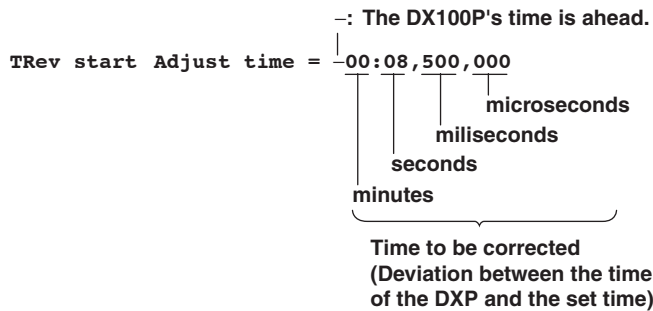 –: The DX100P's time is ahead.
TRev start Adjust time = –00:08,500,000
microseconds
miliseconds
seconds
minutes
Time to be corrected
(Deviation between the time
of the DXP and the set time)